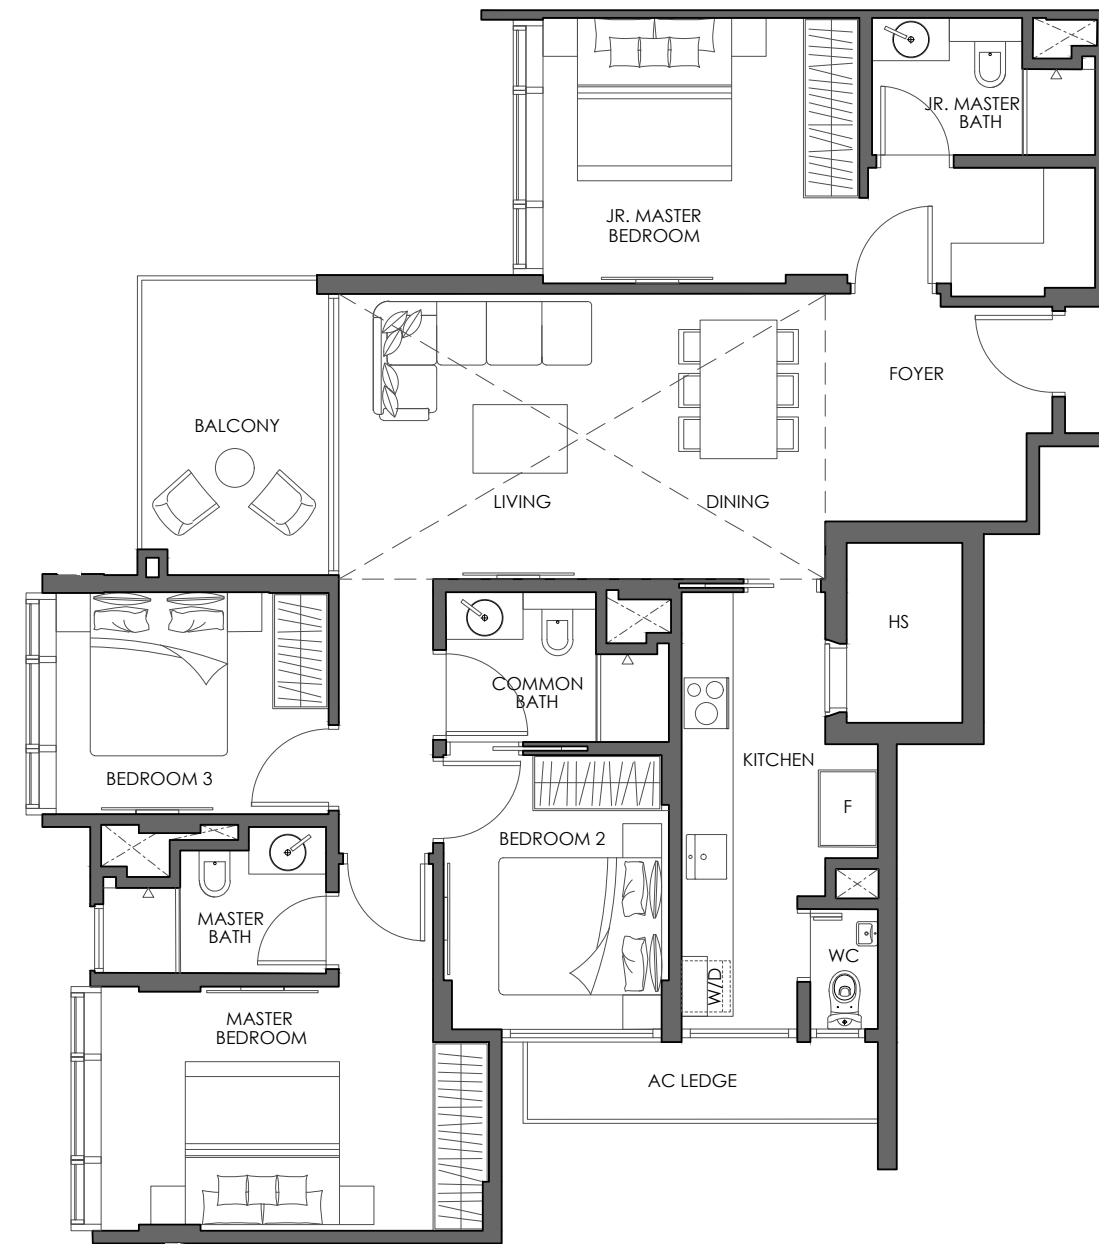 JR. MASTER
BATH
JR. MASTER
BEDROOM
FOYER
BALCONY
LIVING
DINING
HS
COMMON
BATH
KITCHEN
BEDROOM 3
F
BEDROOM 2
MASTER
BATH
WC
W/D
MASTER
BEDROOM
AC LEDGE